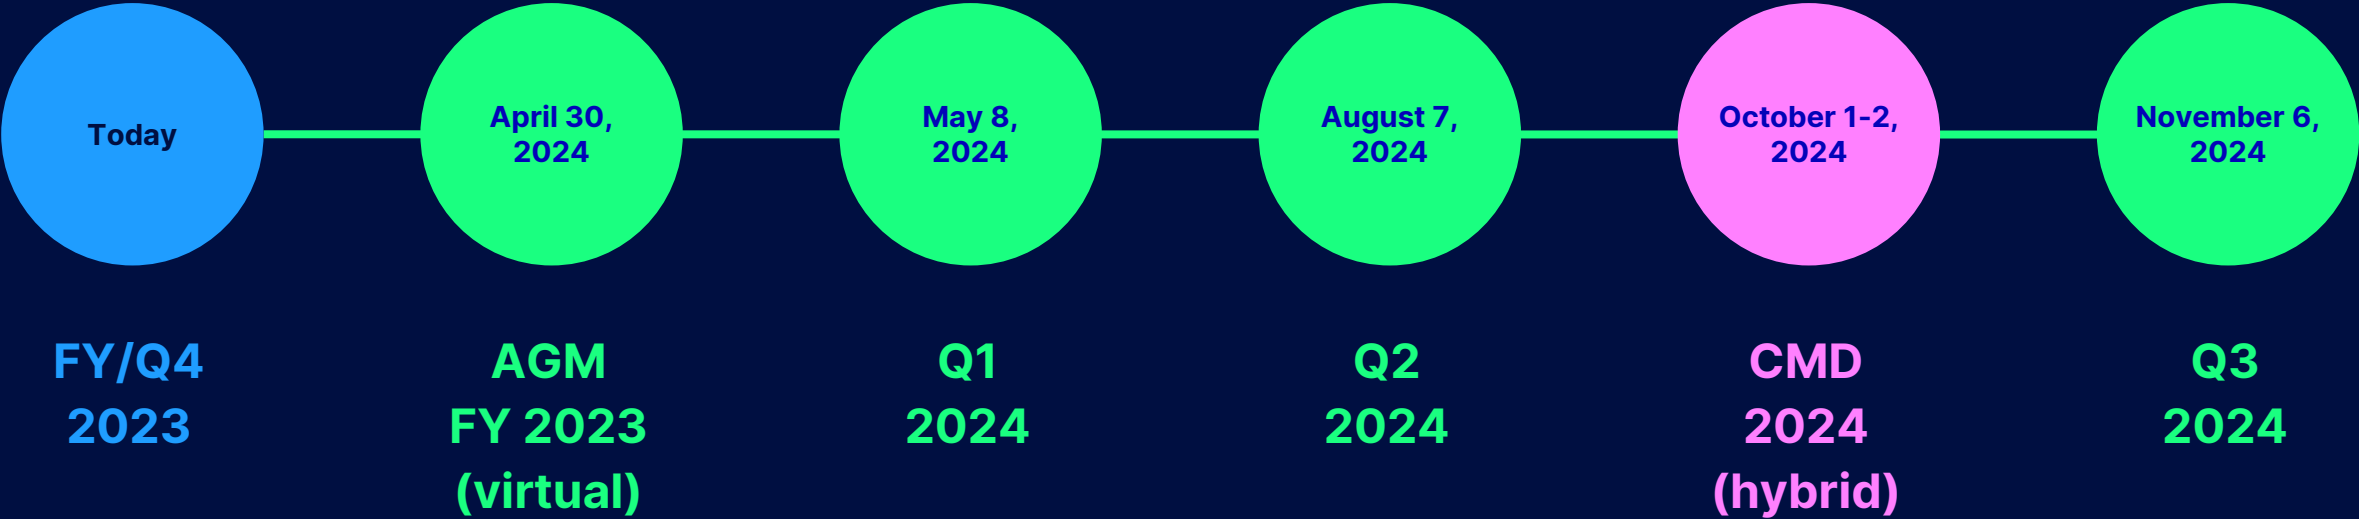 Today
April 30,
2024
May 8,
2024
August 7,
2024
October 1-2,
2024
November 6,
2024
FY/Q4
2023
AGM
FY 2023
(virtual)
Q1
2024
Q2
2024
CMD
2024
(hybrid)
Q3
2024